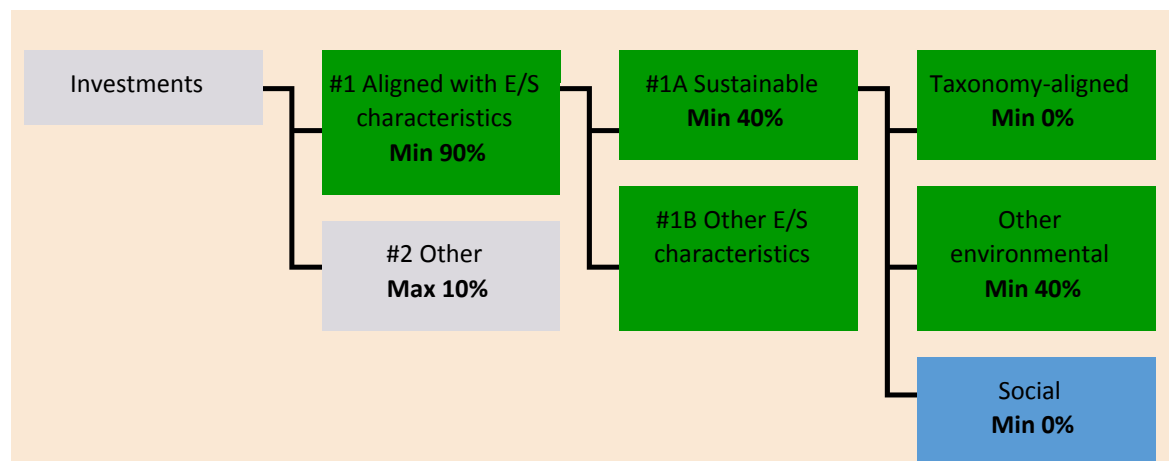 Investments
#1 Aligned with E/S
characteristics
Min 90%
#2 Other
Max 10%
#1A Sustainable
Min 40%
#1B Other E/S
characteristics
Taxonomy-aligned
Min 0%
Other
environmental
Min 40%
Social
Min 0%